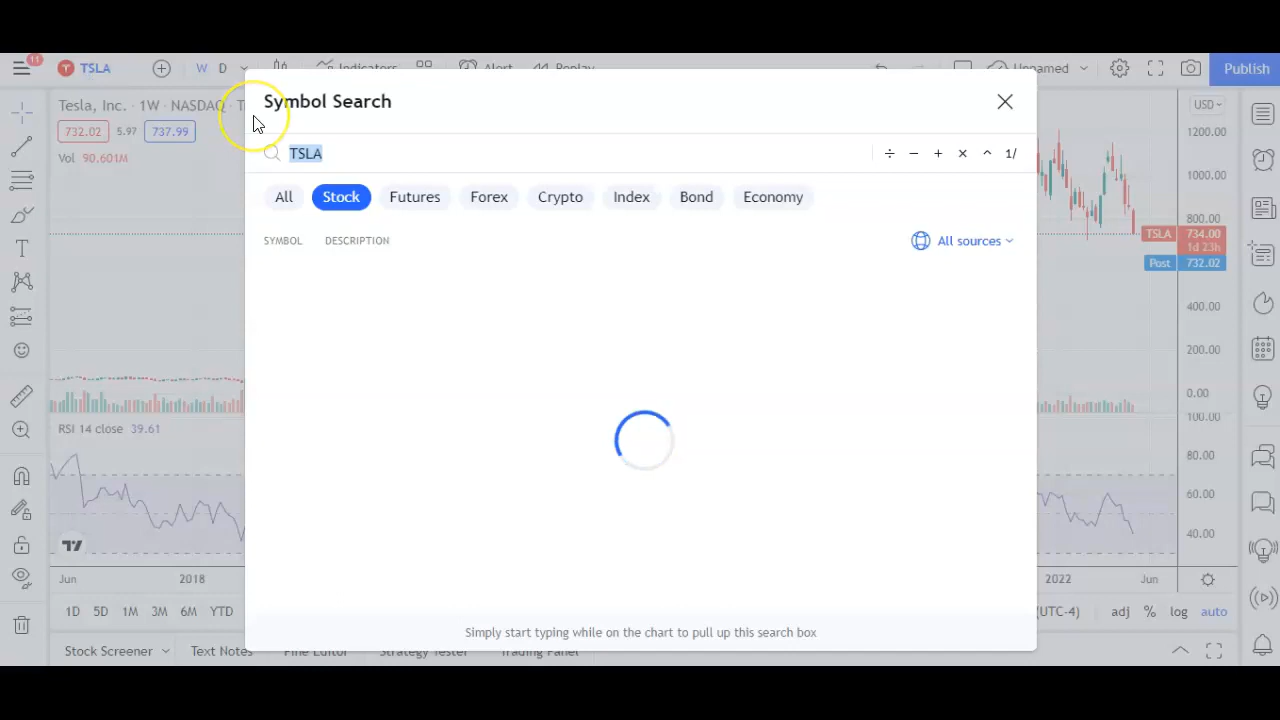 11
TSLA
W
D
Indicators
Alert
Replay
Unnamed
Publish
Tesla, Inc. · 1W · NASDAQ
732.02
5.97
737.99
Vol 90.601M
Symbol Search
TSLA
÷ − + × ^ 1/
All
Stock
Futures
Forex
Crypto
Index
Bond
Economy
SYMBOL
DESCRIPTION
All sources
USD
1200.00
1000.00
800.00
TSLA 734.00
1d 23h
Post 732.02
400.00
200.00
0.00
100.00
RSI 14 close 39.61
80.00
60.00
40.00
Jun
2018
2022
Jun
1D 5D 1M 3M 6M YTD
(UTC-4)
adj % log auto
Simply start typing while on the chart to pull up this search box
Stock Screener
Text Notes
Pine Editor
Strategy Tester
Trading Panel